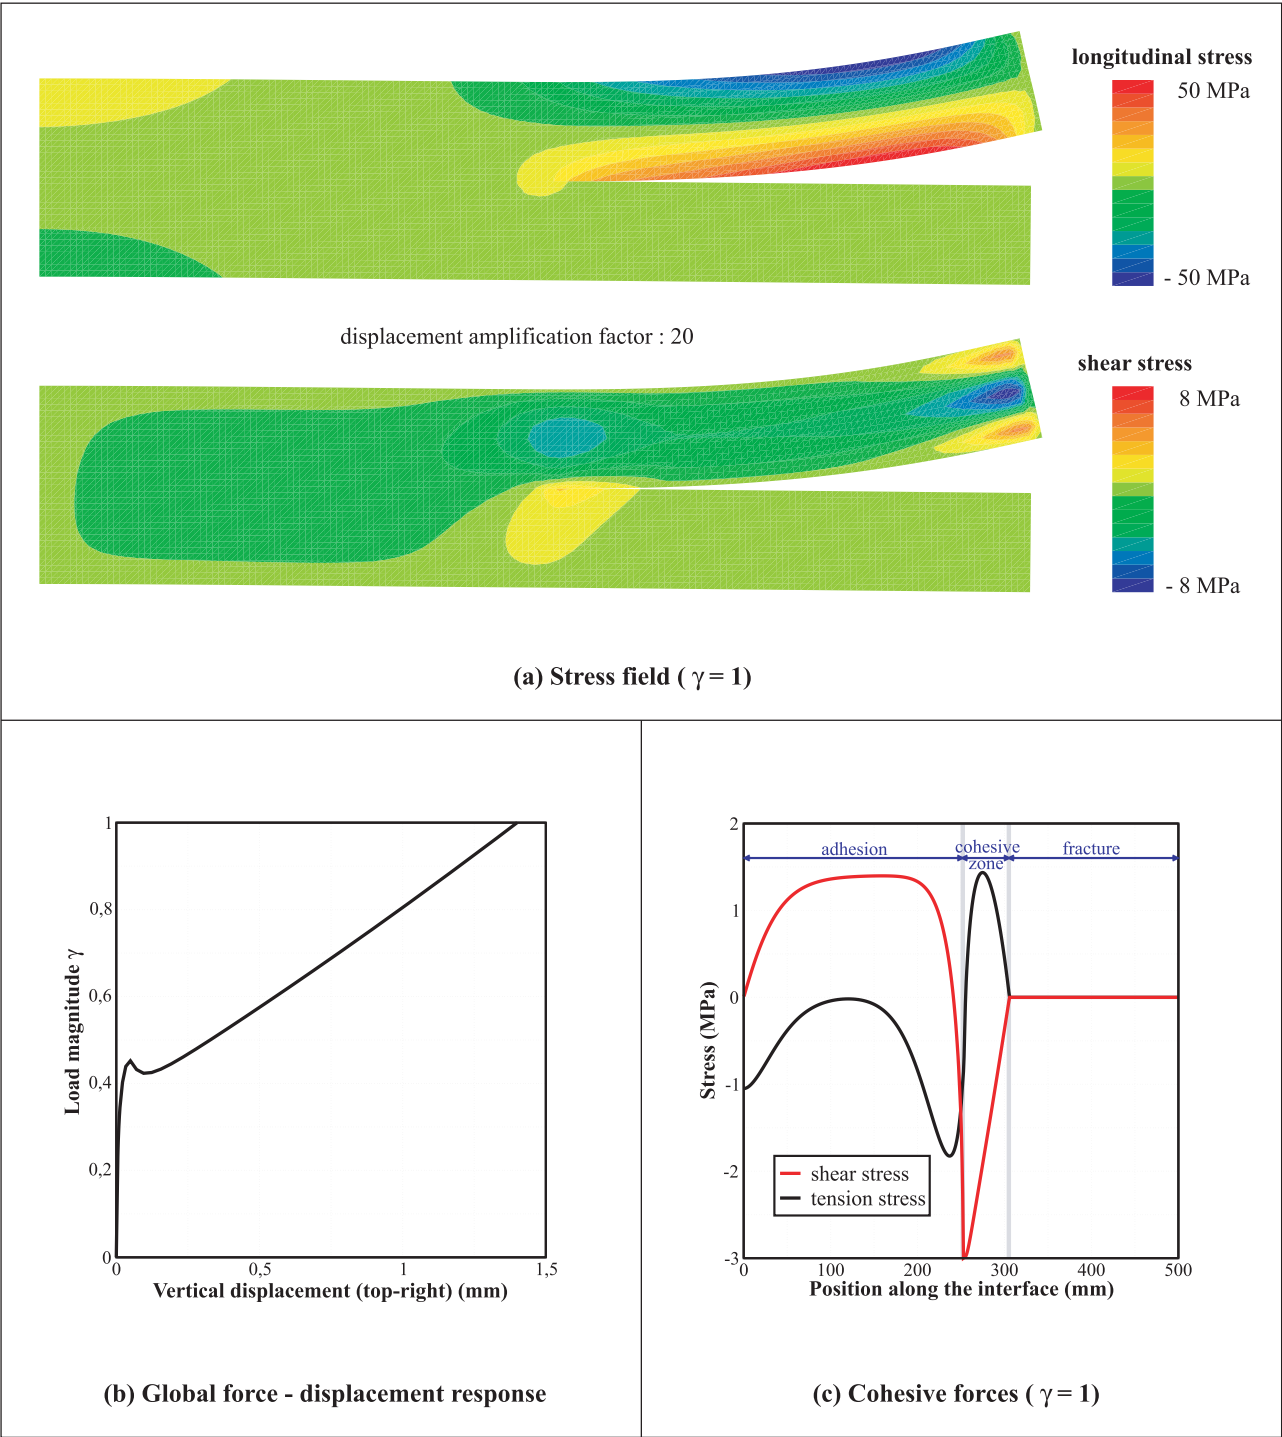 longitudinal stress
50 MPa
- 50 MPa
displacement amplification factor : 20
shear stress
8 MPa
- 8 MPa
(a) Stress field ( γ = 1)
1
0,8
0,6
0,4
0,2
0
Load magnitude γ
0
0,5
1
1,5
Vertical displacement (top-right) (mm)
(b) Global force - displacement response
2
1
0
-1
-2
-3
Stress (MPa)
adhesion
cohesive
zone
fracture
shear stress
tension stress
0
100
200
300
400
500
Position along the interface (mm)
(c) Cohesive forces ( γ = 1)